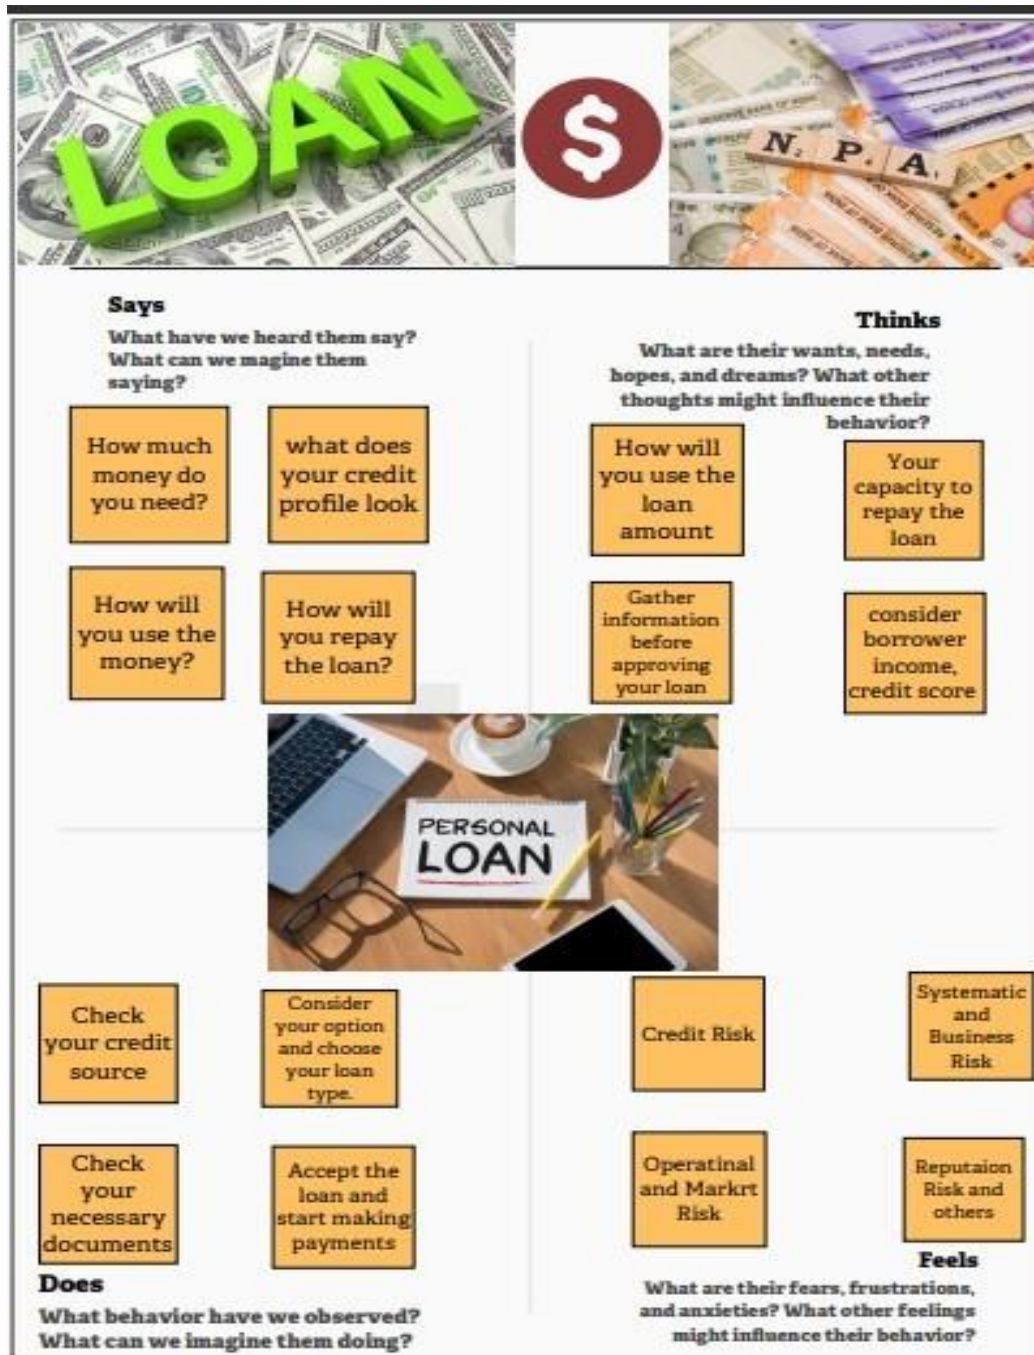 LOAN
$
N P A
Says
What have we heard them say?
What can we magine them
saying?
Thinks
What are their wants, needs,
hopes, and dreams? What other
thoughts might influence their
behavior?
How much
money do
you need?
what does
your credit
profile look
How will
you use the
loan
amount
Your
capacity to
repay the
loan
How will
you use the
money?
How will
you repay
the loan?
Gather
information
before
approving
your loan
consider
borrower
income,
credit score
PERSONAL
LOAN
Check
your credit
source
Consider
your option
and choose
your loan
type.
Credit Risk
Systematic
and
Business
Risk
Check
your
necessary
documents
Accept the
loan and
start making
payments
Operatinal
and Markrt
Risk
Reputaion
Risk and
others
Does
What behavior have we observed?
What can we imagine them doing?
Feels
What are their fears, frustrations,
and anxieties? What other feelings
might influence their behavior?